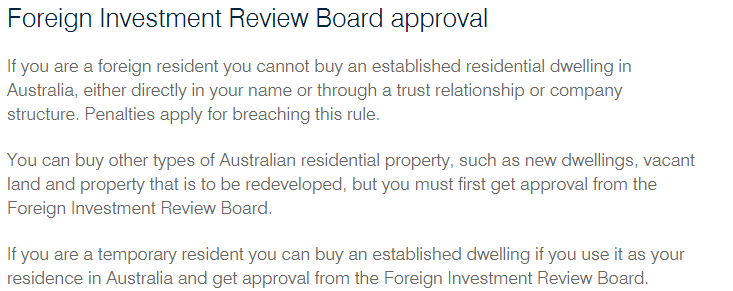 Foreign Investment Review Board approval
If you are a foreign resident you cannot buy an established residential dwelling in
Australia, either directly in your name or through a trust relationship or company
structure. Penalties apply for breaching this rule.
You can buy other types of Australian residential property, such as new dwellings, vacant
land and property that is to be redeveloped, but you must first get approval from the
Foreign Investment Review Board.
If you are a temporary resident you can buy an established dwelling if you use it as your
residence in Australia and get approval from the Foreign Investment Review Board.